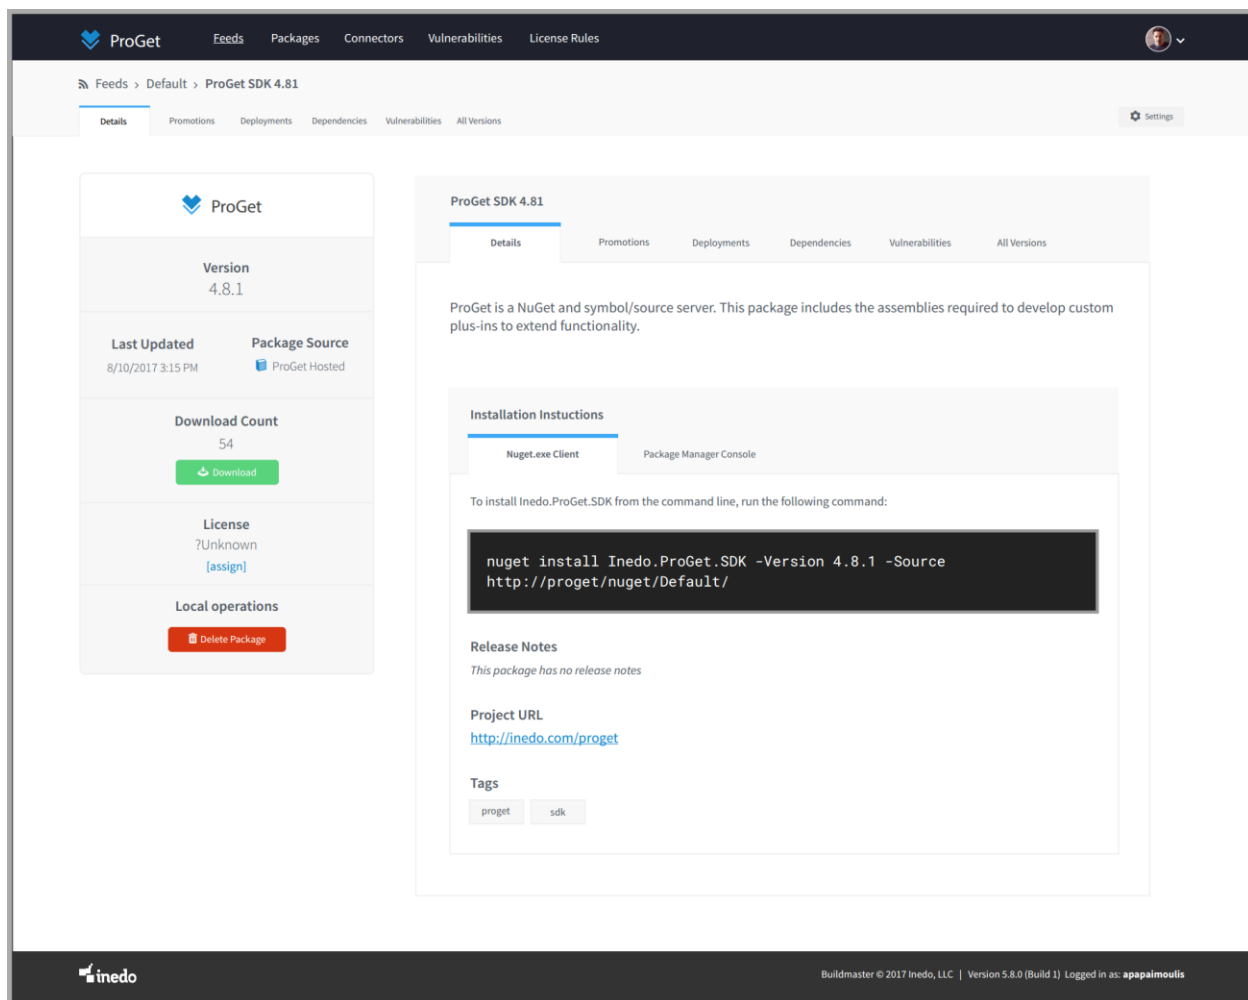 ProGet Feeds Packages Connectors Vulnerabilities License Rules
Feeds > Default > ProGet SDK 4.81
Details Promotions Deployments Dependencies Vulnerabilities All Versions Settings
ProGet
Version
4.8.1
Last Updated Package Source
8/10/2017 3:15 PM ProGet Hosted
Download Count
54
Download
License
?Unknown
[assign]
Local operations
Delete Package
ProGet SDK 4.81
Details Promotions Deployments Dependencies Vulnerabilities All Versions
ProGet is a NuGet and symbol/source server. This package includes the assemblies required to develop custom
plus-ins to extend functionality.
Installation Instuctions
Nuget.exe Client Package Manager Console
To install Inedo.ProGet.SDK from the command line, run the following command:
nuget install Inedo.ProGet.SDK -Version 4.8.1 -Source
http://proget/nuget/Default/
Release Notes
This package has no release notes
Project URL
http://inedo.com/proget
Tags
proget sdk
inedo Buildmaster © 2017 Inedo, LLC | Version 5.8.0 (Build 1) Logged in as: apapaimoulis